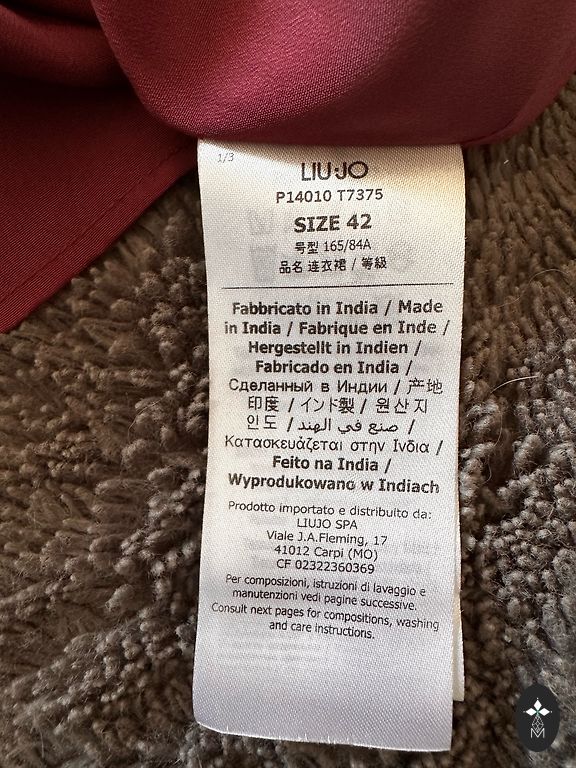 1/3
LIU·JO
P14010 T7375
SIZE 42
号型 165/84A
品名 连衣裙 / 等級
Fabbricato in India / Made
in India / Fabrique en Inde /
Hergestellt in Indien /
Fabricado en India /
Сделанный в Индии / 产地
印度 / インド製 / 원산지
인도 / صنع في الهند /
Κατασκευάζεται στην Ινδία /
Feito na India /
Wyprodukowano w Indiach
Prodotto importato e distribuito da:
LIUJO SPA
Viale J.A.Fleming, 17
41012 Carpi (MO)
CF 02322360369
Per composizioni, istruzioni di lavaggio e
manutenzioni vedi pagine successive.
Consult next pages for compositions, washing
and care instructions.
M